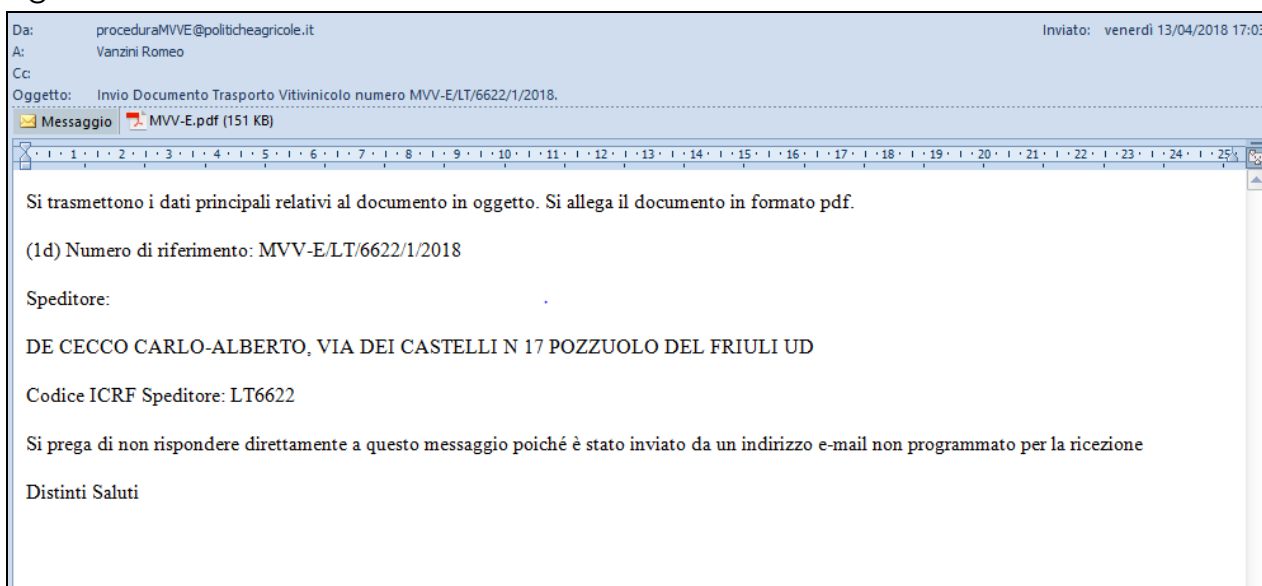 Da: proceduraMVVE@politicheagricole.it Inviato: venerdì 13/04/2018 17:03
A: Vanzini Romeo
Cc:
Oggetto: Invio Documento Trasporto Vitivinicolo numero MVV-E/LT/6622/1/2018.
Messaggio MVV-E.pdf (151 KB)
1 2 3 4 5 6 7 8 9 10 11 12 13 14 15 16 17 18 19 20 21 22 23 24 25
Si trasmettono i dati principali relativi al documento in oggetto. Si allega il documento in formato pdf.
(1d) Numero di riferimento: MVV-E/LT/6622/1/2018
Speditore:
DE CECCO CARLO-ALBERTO, VIA DEI CASTELLI N 17 POZZUOLO DEL FRIULI UD
Codice ICRF Speditore: LT6622
Si prega di non rispondere direttamente a questo messaggio poiché è stato inviato da un indirizzo e-mail non programmato per la ricezione
Distinti Saluti